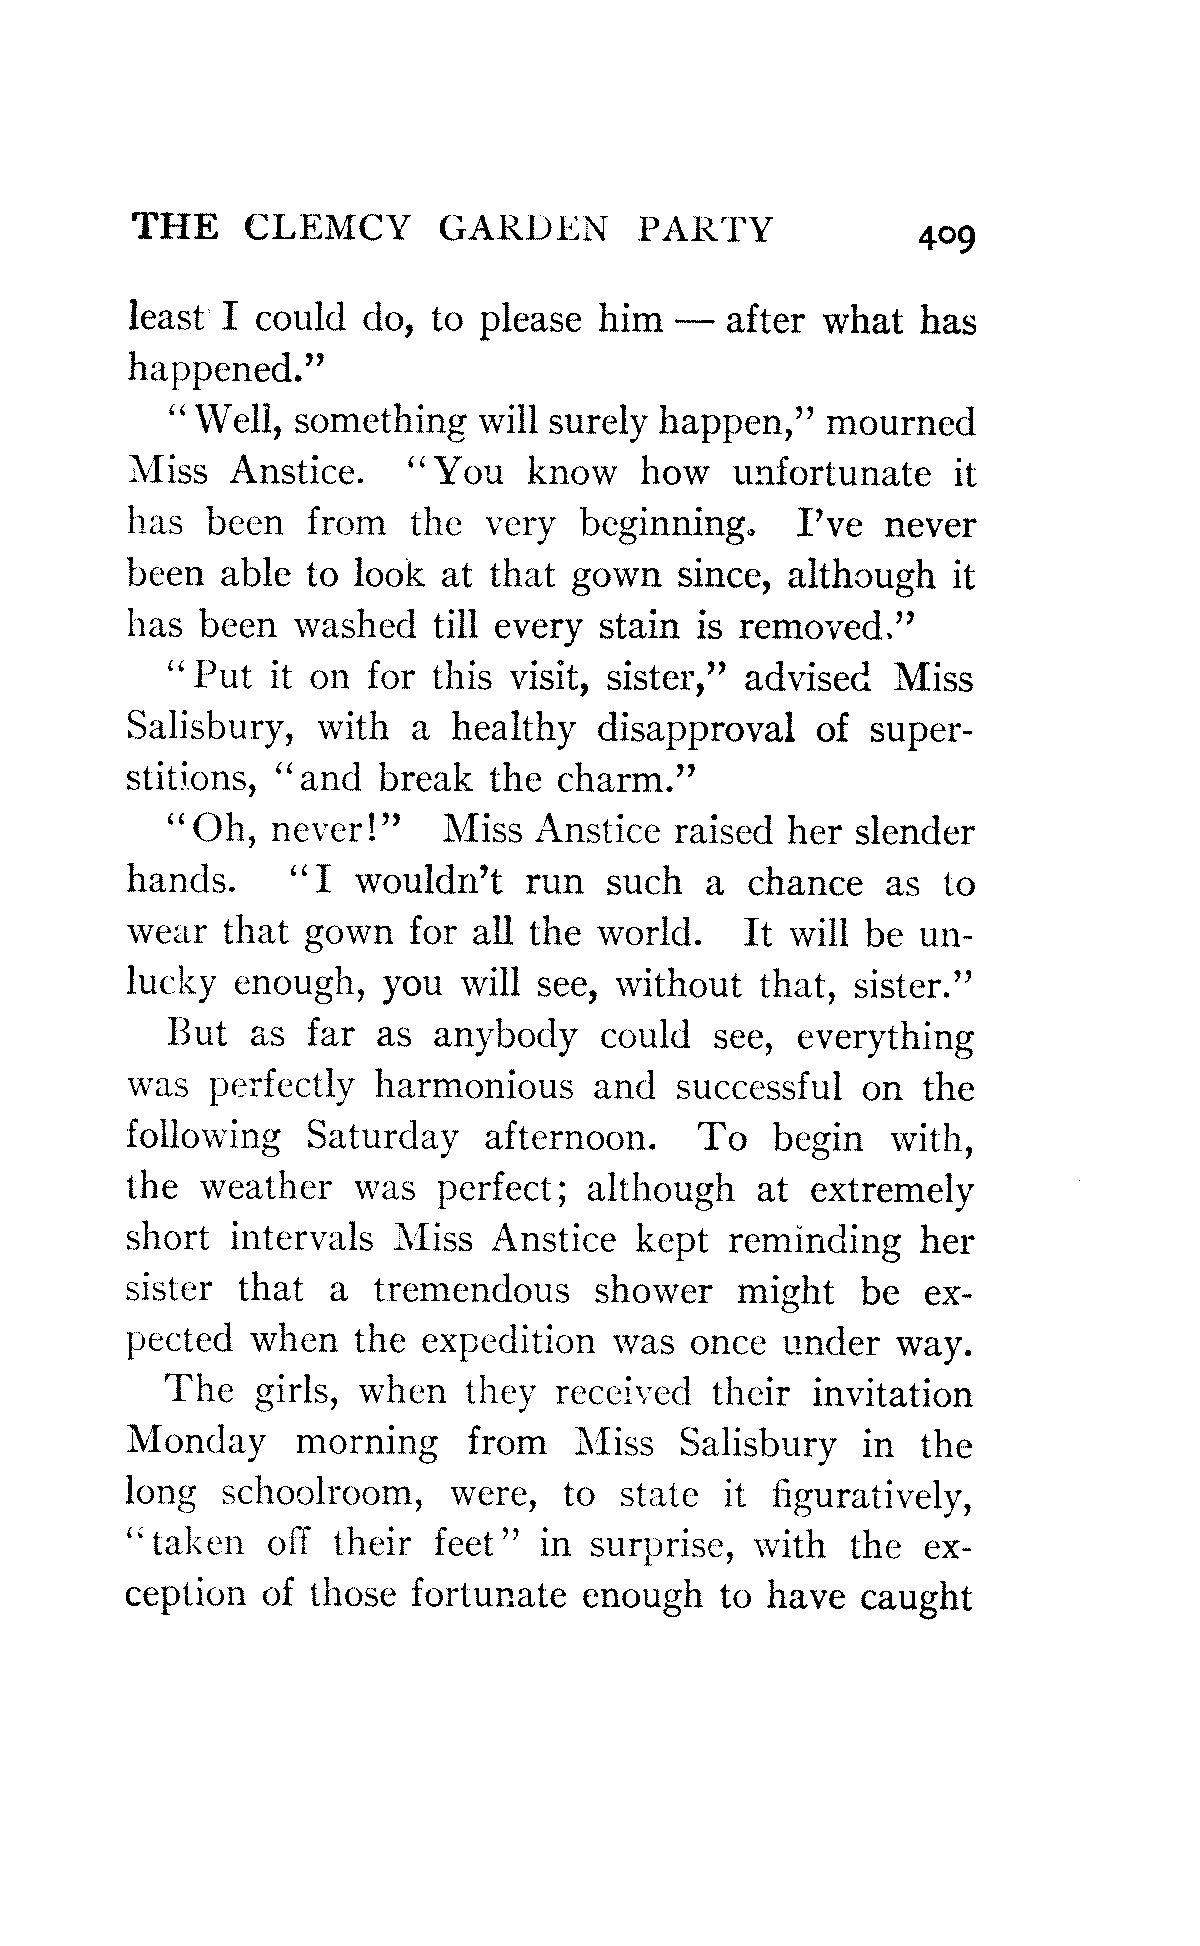 THE CLEMCY GARDEN PARTY 409
least I could do, to please him — after what has
happened.”
“Well, something will surely happen,” mourned
Miss Anstice. “You know how unfortunate it
has been from the very beginning. I’ve never
been able to look at that gown since, although it
has been washed till every stain is removed.”
“Put it on for this visit, sister,” advised Miss
Salisbury, with a healthy disapproval of super-
stitions, “and break the charm.”
“Oh, never!” Miss Anstice raised her slender
hands. “I wouldn’t run such a chance as to
wear that gown for all the world. It will be un-
lucky enough, you will see, without that, sister.”
But as far as anybody could see, everything
was perfectly harmonious and successful on the
following Saturday afternoon. To begin with,
the weather was perfect; although at extremely
short intervals Miss Anstice kept reminding her
sister that a tremendous shower might be ex-
pected when the expedition was once under way.
The girls, when they received their invitation
Monday morning from Miss Salisbury in the
long schoolroom, were, to state it figuratively,
“taken off their feet” in surprise, with the ex-
ception of those fortunate enough to have caught